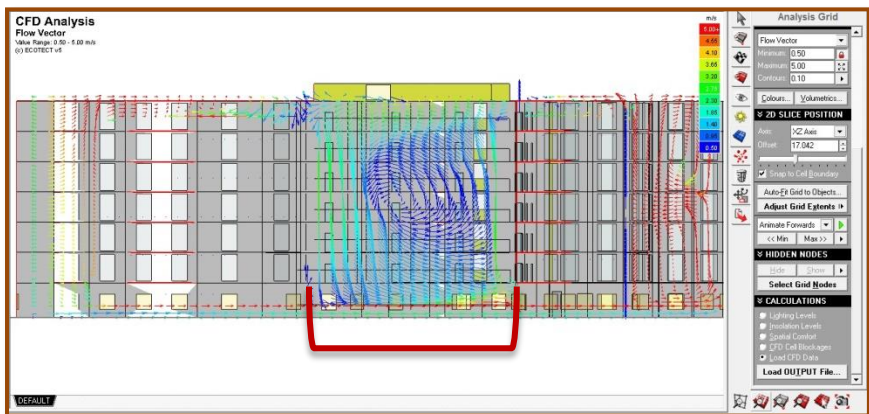 CFD Analysis
Flow Vector
Value Range: 0.50 - 5.00 m/s
(c) ECOTECT v5
m/s
5.00+
4.55
4.10
3.65
3.20
2.30
1.85
1.40
0.50
DEFAULT
Analysis Grid
Flow Vector
Minimum: 0.50
Maximum: 5.00
Contours: 0.10
Colours... Volumetrics...
2D SLICE POSITION
Axis XZ Axis
Offset 17.042
Snap to Cell Boundary
Auto-Fit Grid to Objects...
Adjust Grid Extents
Animate Forwards
<< Min Max >>
HIDDEN NODES
Hide Show
Select Grid Nodes
CALCULATIONS
Lighting Levels
Insolation Levels
Spatial Comfort
CFD Cell Blockages
Load CFD Data
Load OUTPUT File...